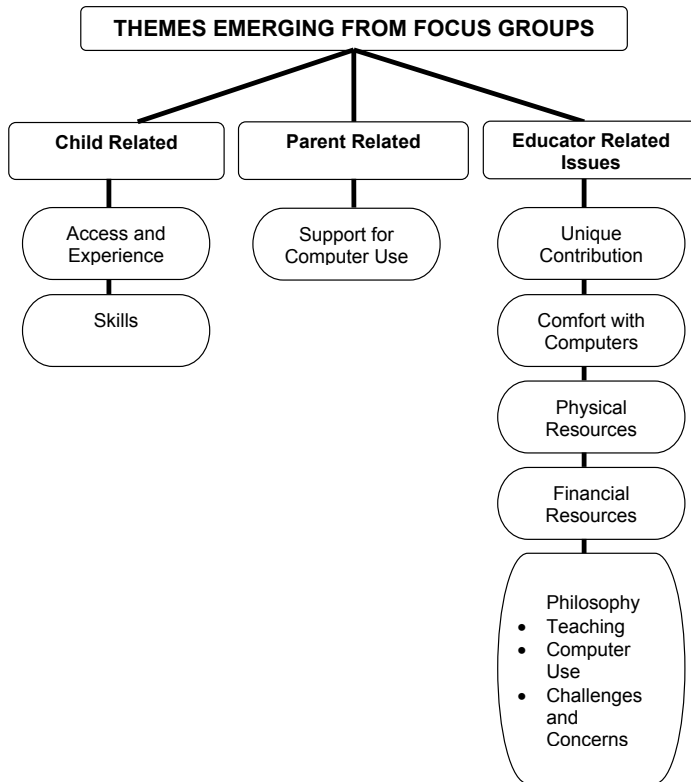 THEMES EMERGING FROM FOCUS GROUPS
Child Related
Parent Related
Educator Related
Issues
Access and
Experience
Skills
Support for
Computer Use
Unique
Contribution
Comfort with
Computers
Physical
Resources
Financial
Resources
Philosophy
• Teaching
• Computer
Use
• Challenges
and
Concerns